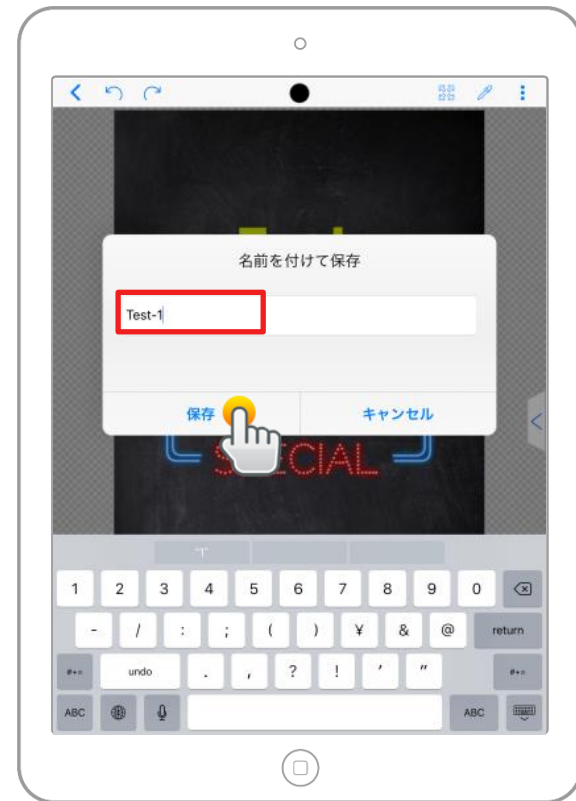 名前を付けて保存
Test-1
保存 キャンセル
SPECIAL
"1"
1 2 3 4 5 6 7 8 9 0
- / : ; ( ) ¥ & @ return
#+= undo . , ? ! ' " #+=
ABC ABC